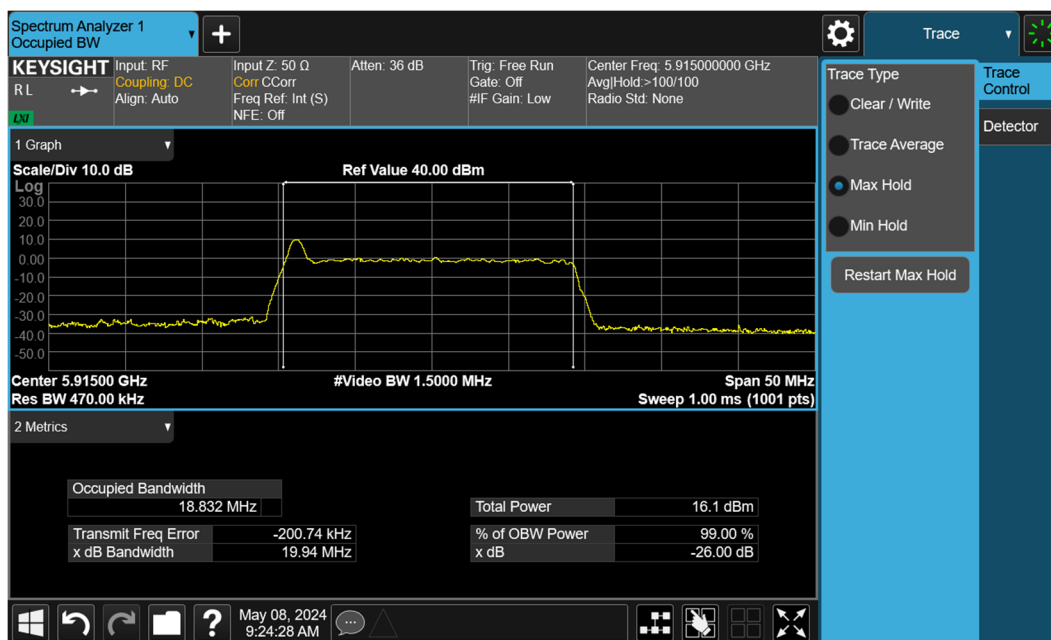 Spectrum Analyzer 1
Occupied BW
+
Trace
KEYSIGHT
R L
LXI
Input: RF
Coupling: DC
Align: Auto
Input Z: 50 Ω
Corr CCorr
Freq Ref: Int (S)
NFE: Off
Atten: 36 dB
Trig: Free Run
Gate: Off
#IF Gain: Low
Center Freq: 5.915000000 GHz
Avg|Hold:>100/100
Radio Std: None
Trace Type
Clear / Write
Trace Average
Max Hold
Min Hold
Restart Max Hold
Trace
Control
Detector
1 Graph
Scale/Div 10.0 dB
Ref Value 40.00 dBm
Log
30.0
20.0
10.0
0.00
-10.0
-20.0
-30.0
-40.0
-50.0
Center 5.91500 GHz
#Video BW 1.5000 MHz
Span 50 MHz
Res BW 470.00 kHz
Sweep 1.00 ms (1001 pts)
2 Metrics
Occupied Bandwidth
18.832 MHz
Total Power 16.1 dBm
Transmit Freq Error -200.74 kHz
% of OBW Power 99.00 %
x dB Bandwidth 19.94 MHz
x dB -26.00 dB
?
May 08, 2024
9:24:28 AM